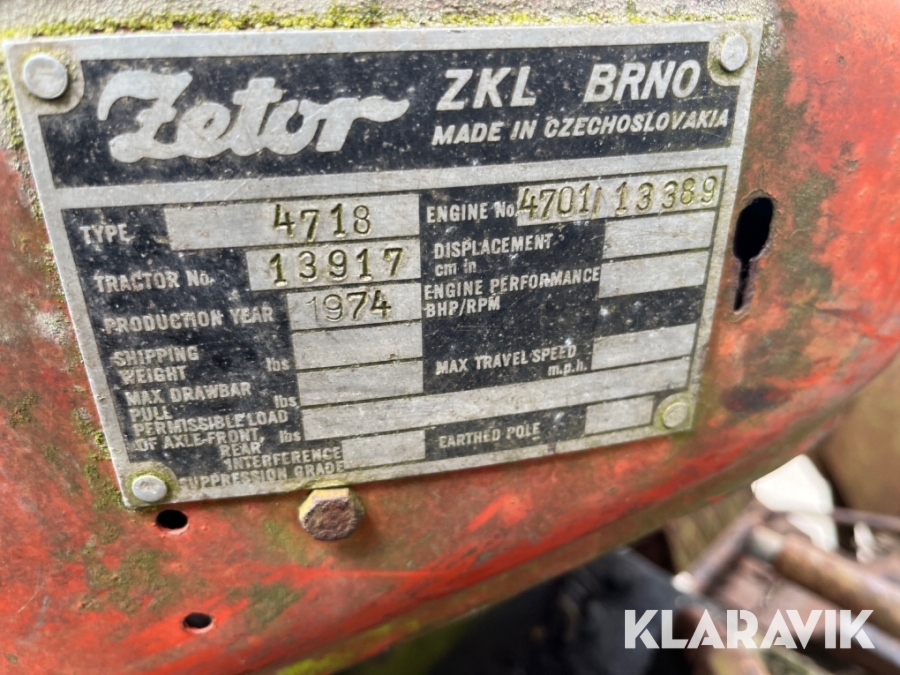 Zetor ZKL BRNO
MADE IN CZECHOSLOVAKIA
TYPE 4718
TRACTOR No. 13917
PRODUCTION YEAR 1974
SHIPPING
WEIGHT lbs
MAX DRAWBAR
PULL lbs
PERMISSIBLE LOAD
OF AXLE-FRONT, lbs
REAR
INTERFERENCE
SUPPRESSION GRADE
ENGINE No. 4701/13389
DISPLACEMENT
cm in
ENGINE PERFORMANCE
BHP/RPM
MAX TRAVEL SPEED
m.p.h.
EARTHED POLE
KLARAVIK